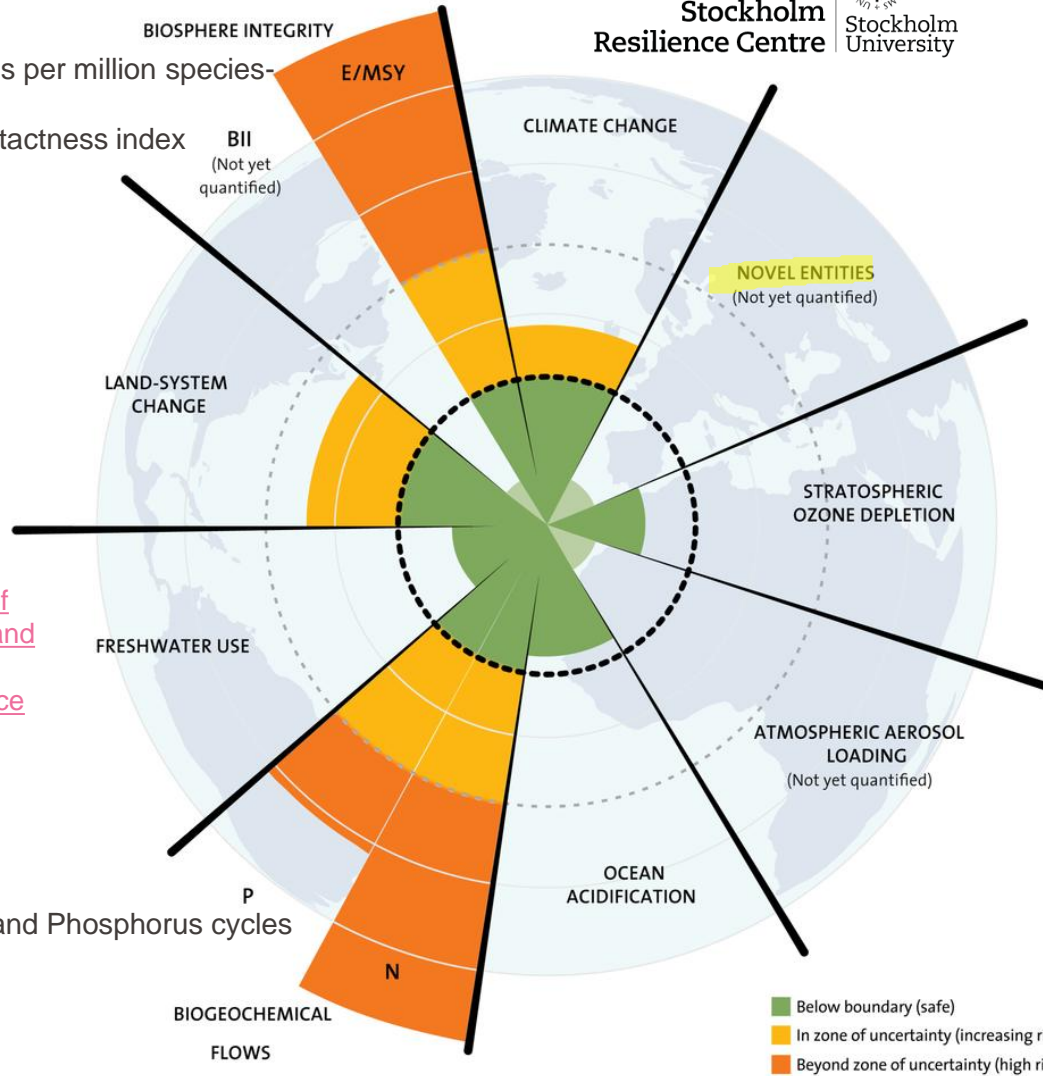 Stockholm
Resilience Centre
Stockholm
University
BIOSPHERE INTEGRITY
s per million species-
E/MSY
tactness index
BII
(Not yet
quantified)
CLIMATE CHANGE
NOVEL ENTITIES
(Not yet quantified)
LAND-SYSTEM
CHANGE
STRATOSPHERIC
OZONE DEPLETION
f
and
ce
FRESHWATER USE
ATMOSPHERIC AEROSOL
LOADING
(Not yet quantified)
OCEAN
ACIDIFICATION
P
and Phosphorus cycles
N
BIOGEOCHEMICAL
FLOWS
Below boundary (safe)
In zone of uncertainty (increasing r
Beyond zone of uncertainty (high ri